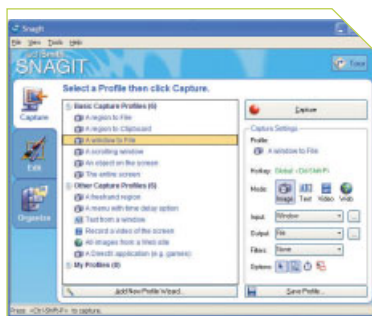 SnagIt
File View Tools Help
TechSmith
SNAGIT
Tour
Select a Profile then click Capture.
Capture
Edit
Organize
Basic Capture Profiles (6)
A region to File
A region to Clipboard
A window to File
A scrolling window
An object on the screen
The entire screen
Other Capture Profiles (6)
A freehand region
A menu with time delay option
Text from a window
Record a video of the screen
All images from a Web site
A DirectX application (e.g. games)
My Profiles (0)
Add New Profile Wizard...
Capture
Capture Settings
Profile:
A window to File
Hotkey: Global <Ctrl-Shift-P>
Mode:
Image Text Video Web
Input: Window ...
Output: File ...
Filters: None
Options:
Save Profile...
Press <Ctrl-Shift-P> to capture.